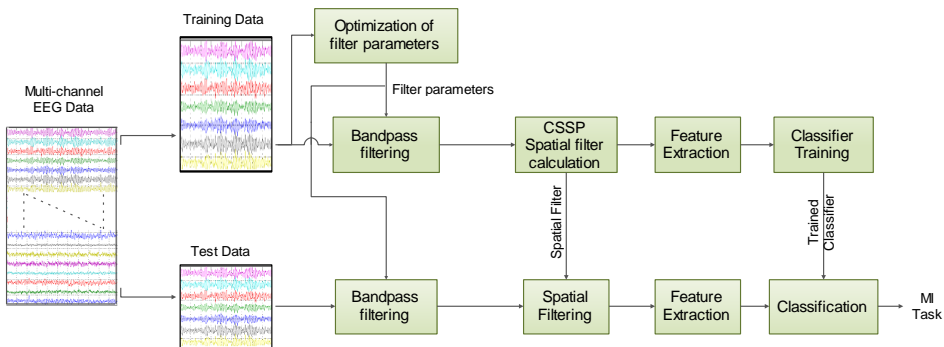 Training Data
Optimization of
filter parameters
Multi-channel
EEG Data
Filter parameters
Bandpass
filtering
CSSP
Spatial filter
calculation
Feature
Extraction
Classifier
Training
Spatial Filter
Trained
Classifier
Test Data
Bandpass
filtering
Spatial
Filtering
Feature
Extraction
Classification
MI
Task